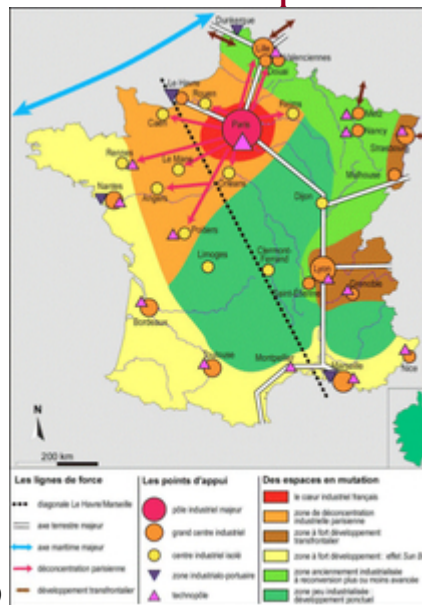 Dunkerque
Lille
Valenciennes
Douai
Le Havre
Rouen
Reims
Caen
Paris
Metz
Nancy
Strasbourg
Rennes
Le Mans
Orléans
Mulhouse
Nantes
Angers
Dijon
Poitiers
Limoges
Clermont-
Ferrand
Lyon
Saint-Etienne
Grenoble
Bordeaux
Toulouse
Montpellier
Marseille
Nice
N
200 km
Les lignes de force
diagonale Le Havre/Marseille
axe terrestre majeur
axe maritime majeur
déconcentration parisienne
développement transfrontalier
Les points d'appui
pôle industriel majeur
grand centre industriel
centre industriel isolé
zone industrialo-portuaire
technopôle
Des espaces en mutation
le cœur industriel français
zone de déconcentration
industrielle parisienne
zone à fort développement
transfrontalier
zone à fort développement : effet Sun B
zone anciennement industrialisée
à reconversion plus ou moins avancée
zone peu industrialisée :
développement ponctuel